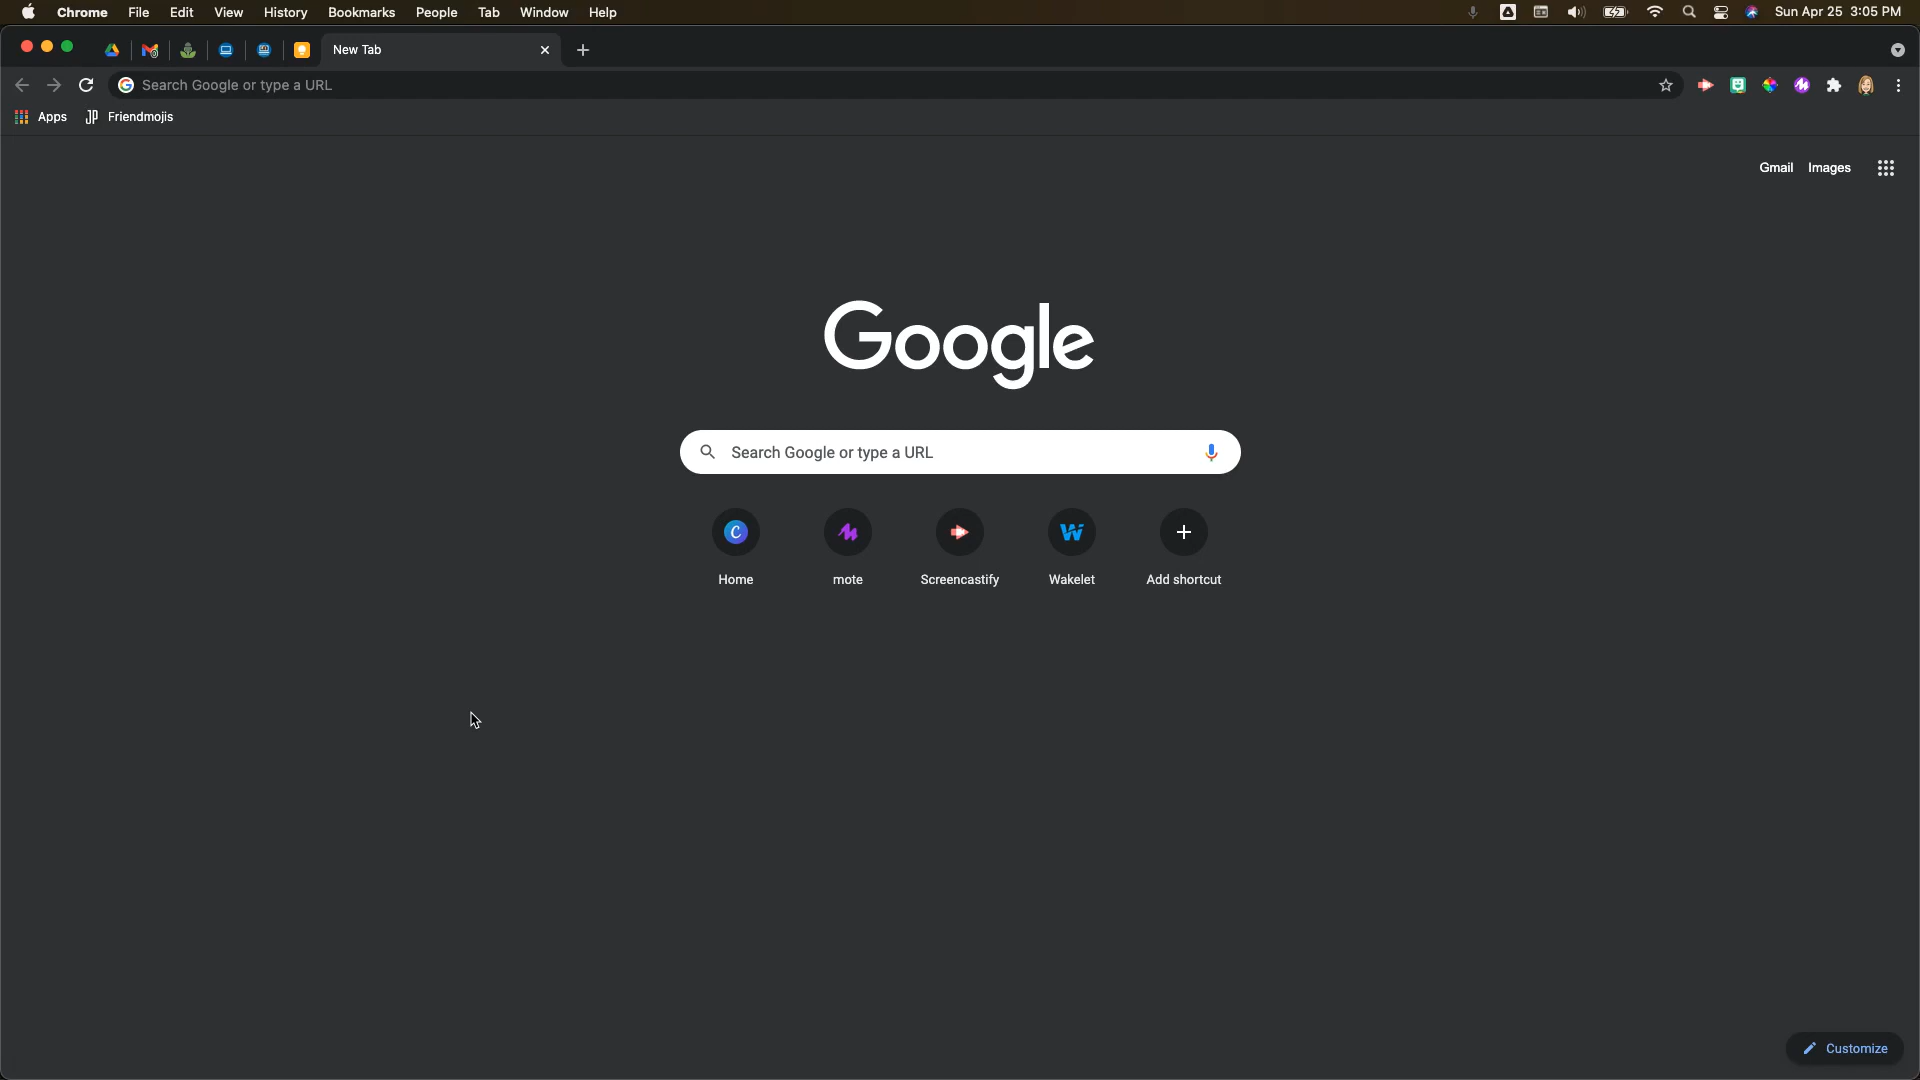 Chrome File Edit View History Bookmarks People Tab Window Help Sun Apr 25 3:05 PM
New Tab
Search Google or type a URL
Apps JP Friendmojis
Gmail Images
Google
Search Google or type a URL
Home mote Screencastify Wakelet Add shortcut
Customize